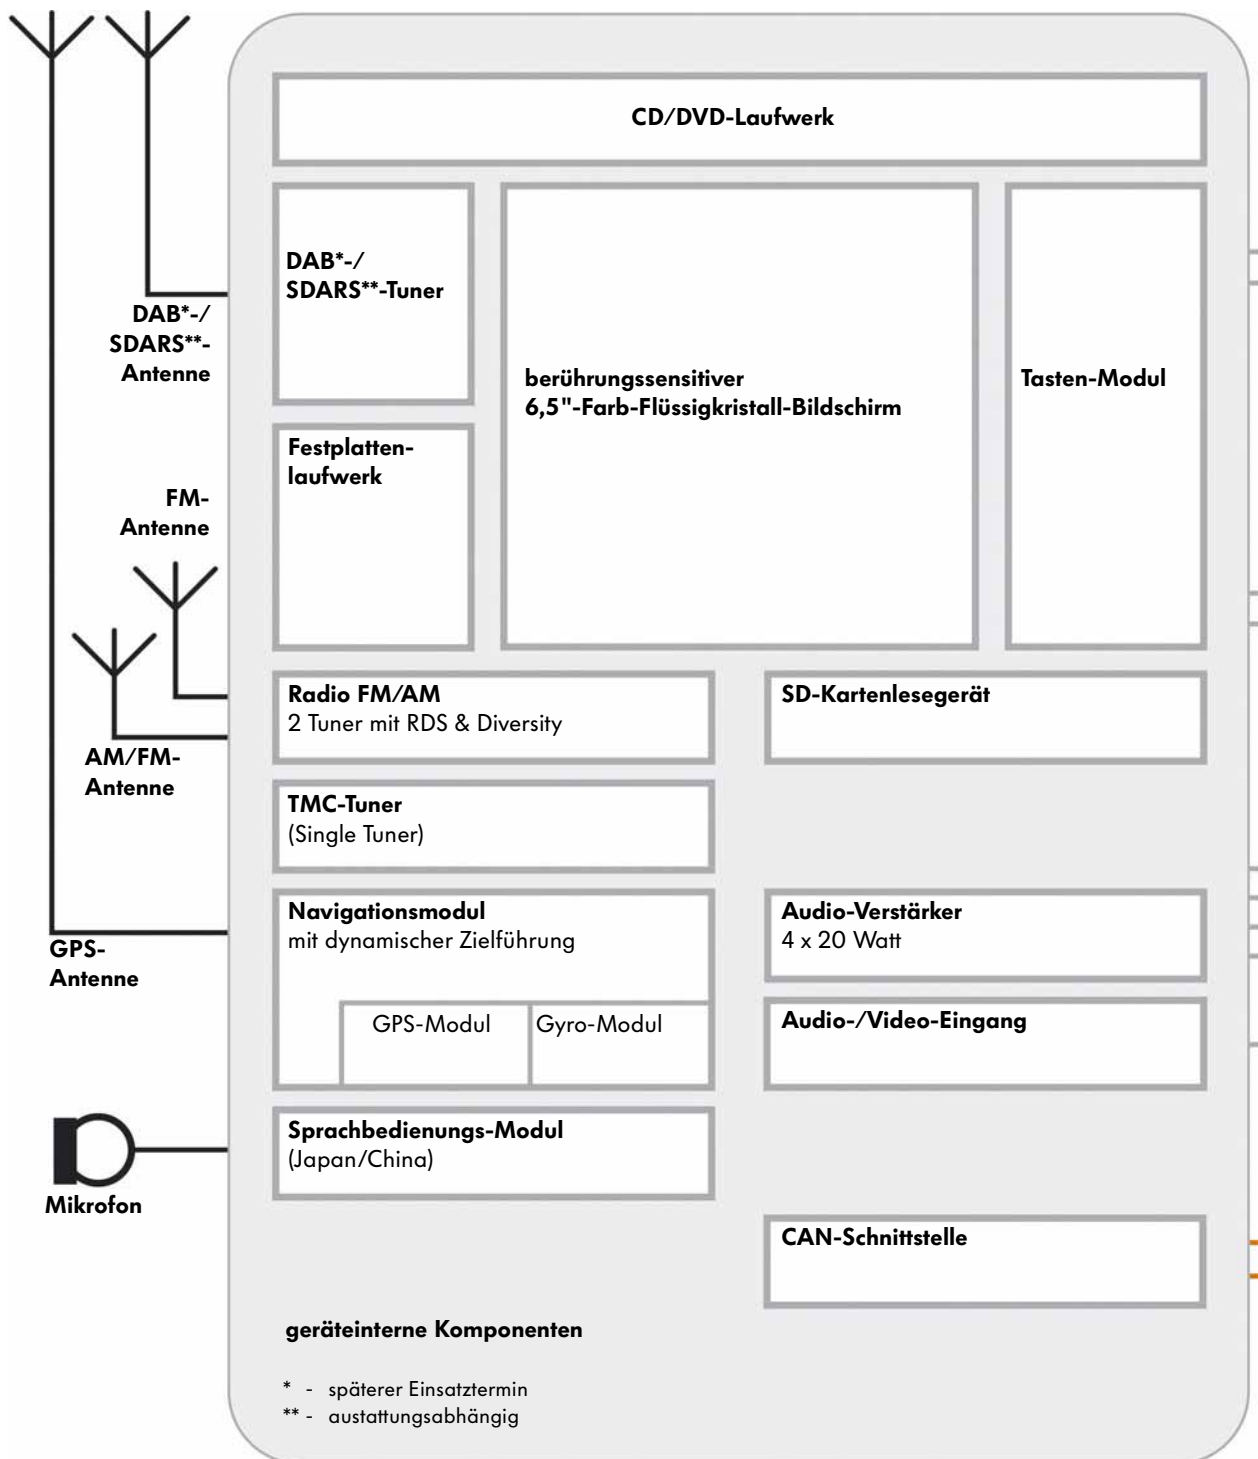 CD/DVD-Laufwerk
DAB*-/
SDARS**-Tuner
DAB*-/
SDARS**-
Antenne
berührungssensitiver
6,5"-Farb-Flüssigkristall-Bildschirm
Tasten-Modul
Festplatten-
laufwerk
FM-
Antenne
Radio FM/AM
2 Tuner mit RDS & Diversity
SD-Kartenlesegerät
AM/FM-
Antenne
TMC-Tuner
(Single Tuner)
Navigationsmodul
mit dynamischer Zielführung
GPS-Modul
Gyro-Modul
Audio-Verstärker
4 x 20 Watt
GPS-
Antenne
Audio-/Video-Eingang
Sprachbedienungs-Modul
(Japan/China)
Mikrofon
CAN-Schnittstelle
geräteinterne Komponenten
* - späterer Einsatztermin
** - austattungsabhängig